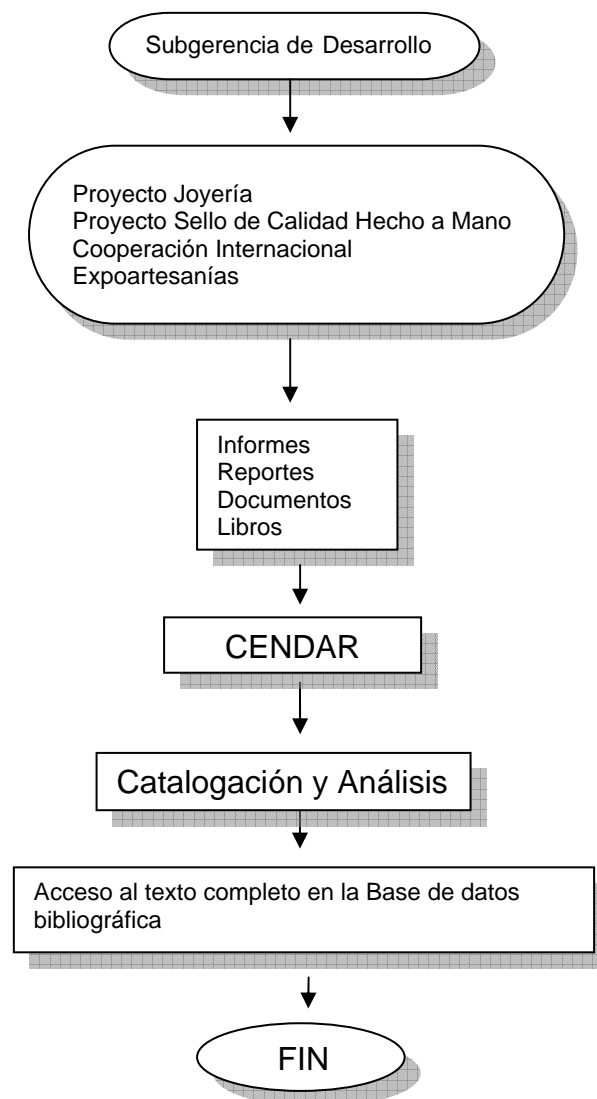 Subgerencia de Desarrollo
Proyecto Joyería
Proyecto Sello de Calidad Hecho a Mano
Cooperación Internacional
Expoartesanías
Informes
Reportes
Documentos
Libros
CENDAR
Catalogación y Análisis
Acceso al texto completo en la Base de datos
bibliográfica
FIN